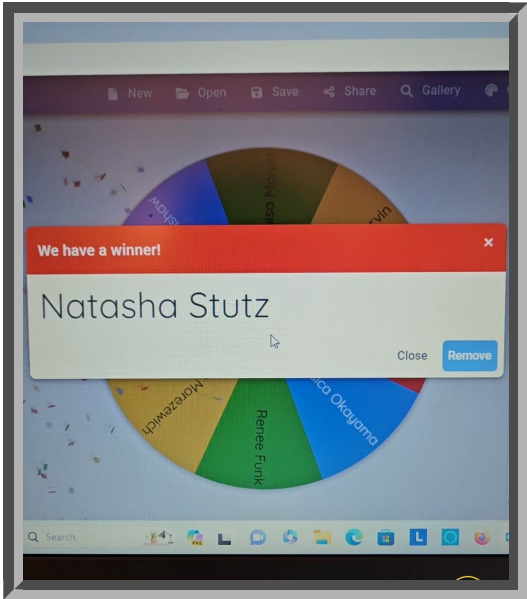 New Open Save Share Gallery
We have a winner!
×
Natasha Stutz
Close Remove
Morezewich
Renee Funk
Okayama
Search